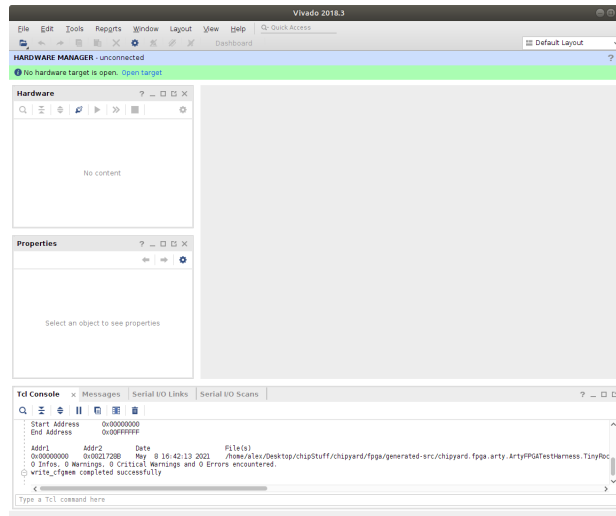 Vivado 2018.3
File Edit Tools Reports Window Layout View Help Quick Access
Dashboard Default Layout
HARDWARE MANAGER - unconnected ?
No hardware target is open. Open target
Hardware ?
No content
Properties ?
Select an object to see properties
Tcl Console Messages Serial I/O Links Serial I/O Scans ?
Start Address 0x00000000
End Address 0x00FFFFFF
Addr1 Addr2 Date File(s)
0x00000000 0x0021728B May 8 16:42:13 2021 /home/alex/Desktop/chipStuff/chipyard/fpga/generated-src/chipyard.fpga.arty.ArtyFPGATestHarness.TinyRoc
0 Infos, 0 Warnings, 0 Critical Warnings and 0 Errors encountered.
write_cfgmem completed successfully
Type a Tcl command here